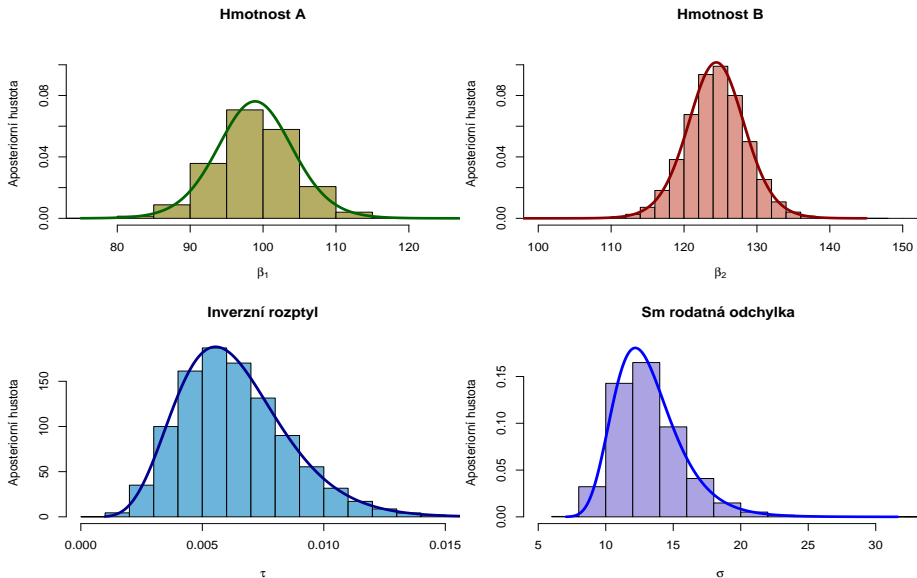 Hmotnost A
Aposteriorní hustota
0.00 0.04 0.08
80 90 100 110 120
β1
Hmotnost B
Aposteriorní hustota
0.00 0.04 0.08
100 110 120 130 140 150
β2
Inverzní rozptyl
Aposteriorní hustota
0 50 100 150
0.000 0.005 0.010 0.015
τ
Sm rodatná odchylka
Aposteriorní hustota
0.00 0.05 0.10 0.15
5 10 15 20 25 30
σ